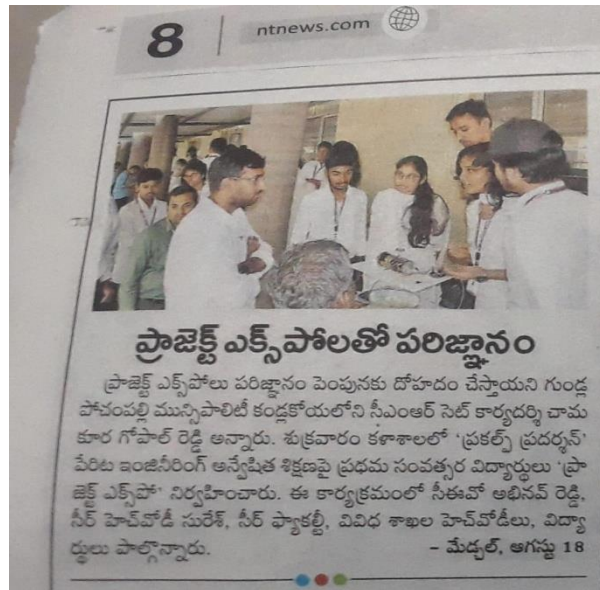 8
ntnews.com
ప్రాజెక్ట్ ఎక్స్‌పోలతో పరిజ్ఞానం
ప్రాజెక్ట్ ఎక్స్‌పోలు పరిజ్ఞానం పెంపునకు దోహదం చేస్తాయని గుండ్ల
పోచంపల్లి మున్సిపాలిటీ కండ్లకోయలోని సీఎంఆర్ సెట్ కార్యదర్శి చామ
కూర గోపాల్ రెడ్డి అన్నారు. శుక్రవారం కళాశాలలో ‘ప్రకల్ప్ ప్రదర్శన్’
పేరిట ఇంజినీరింగ్ అన్వేషిత శిక్షణపై ప్రథమ సంవత్సర విద్యార్థులు ‘ప్రా
జెక్ట్ ఎక్స్‌పో’ నిర్వహించారు. ఈ కార్యక్రమంలో సీఈవో అభినవ్ రెడ్డి,
సీర్ హెచ్‌వోడీ సురేశ్, సీర్ ఫ్యాకల్టీ, వివిధ శాఖల హెచ్‌వోడీలు, విద్యా
ర్థులు పాల్గొన్నారు. – మేడ్చల్, ఆగస్టు 18